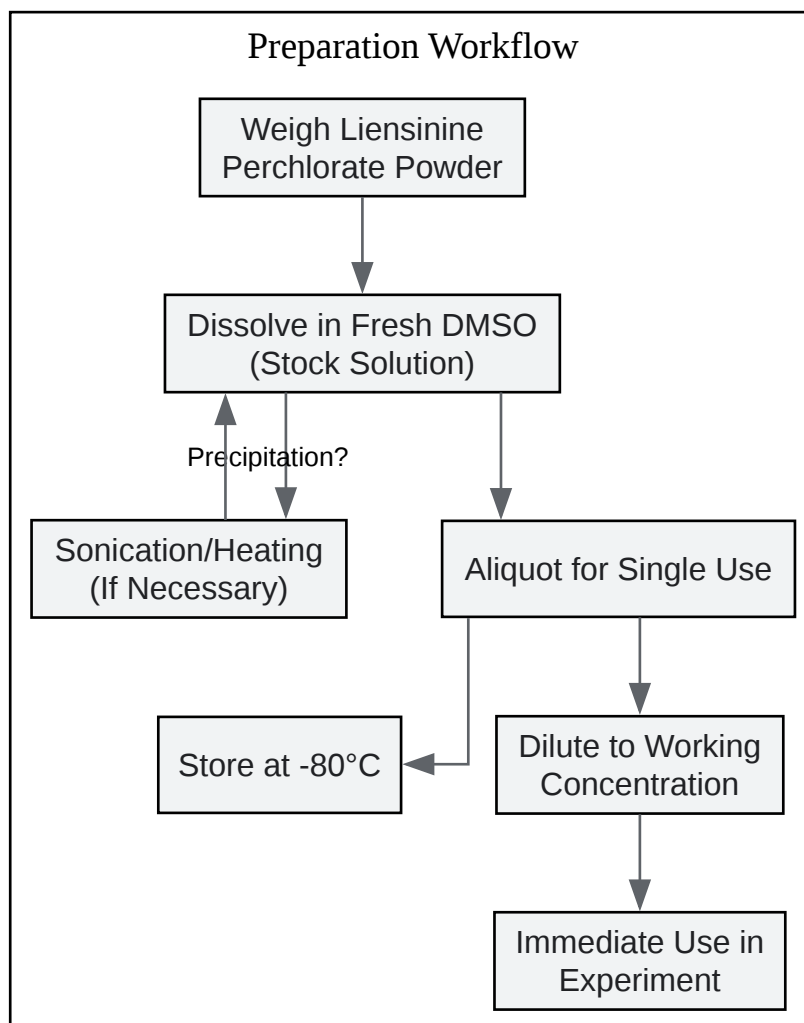 Preparation Workflow
Weigh Liensinine
Perchlorate Powder
Dissolve in Fresh DMSO
(Stock Solution)
Precipitation?
Sonication/Heating
(If Necessary)
Aliquot for Single Use
Store at -80°C
Dilute to Working
Concentration
Immediate Use in
Experiment